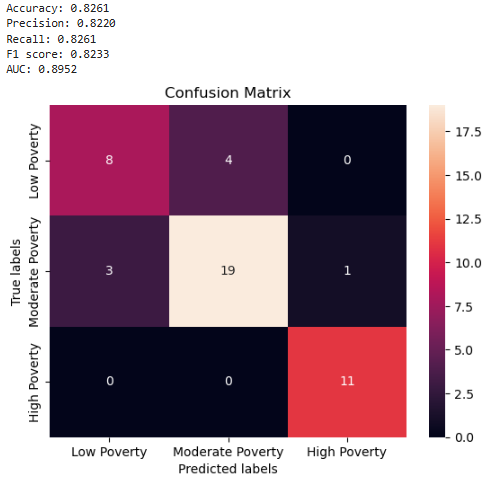 Accuracy: 0.8261
Precision: 0.8220
Recall: 0.8261
F1 score: 0.8233
AUC: 0.8952
Confusion Matrix
True labels
Low Poverty
Moderate Poverty
High Poverty
8 4 0
3 19 1
0 0 11
Low Poverty Moderate Poverty High Poverty
Predicted labels
17.5
15.0
12.5
10.0
7.5
5.0
2.5
0.0